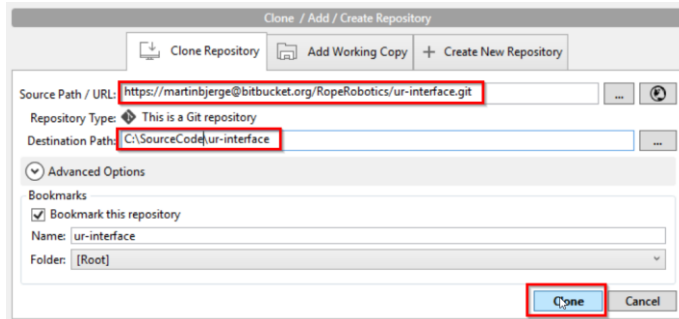 Clone / Add / Create Repository
Clone Repository
Add Working Copy
+ Create New Repository
Source Path / URL: https://martinbjerge@bitbucket.org/RopeRobotics/ur-interface.git ...
Repository Type: This is a Git repository
Destination Path: C:\SourceCode\ur-interface ...
Advanced Options
Bookmarks
Bookmark this repository
Name: ur-interface
Folder: [Root]
Clone Cancel